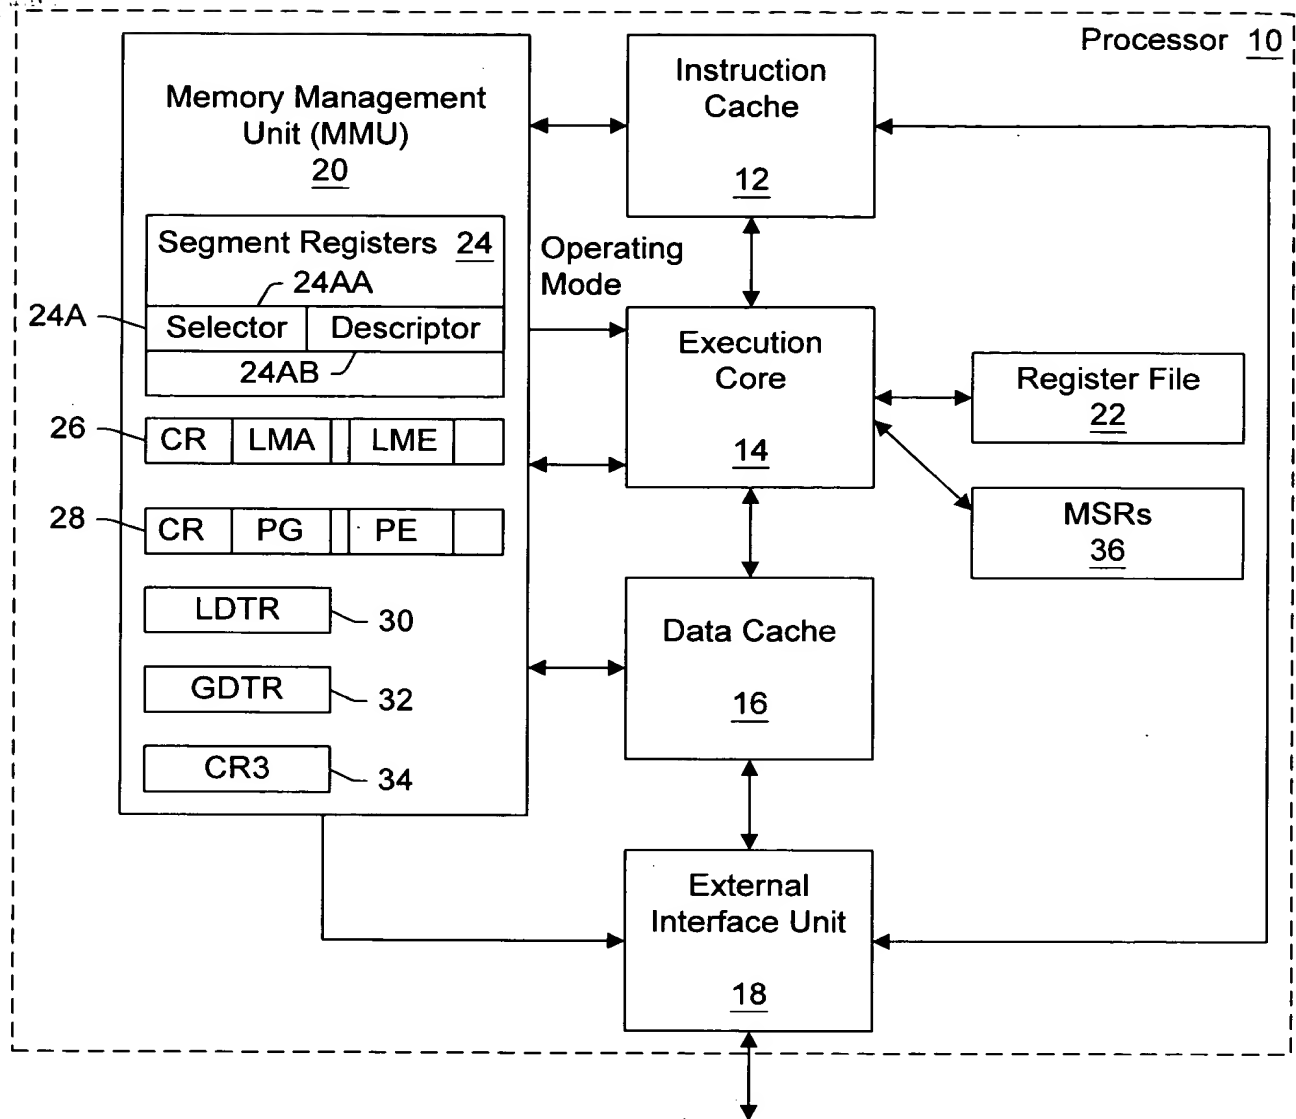 Processor 10
Memory Management
Unit (MMU)
20
Segment Registers 24
24AA
24A
Selector
Descriptor
24AB
26
CR
LMA
LME
28
CR
PG
PE
LDTR
30
GDTR
32
CR3
34
Instruction
Cache
12
Operating
Mode
Execution
Core
14
Register File
22
MSRs
36
Data Cache
16
External
Interface Unit
18